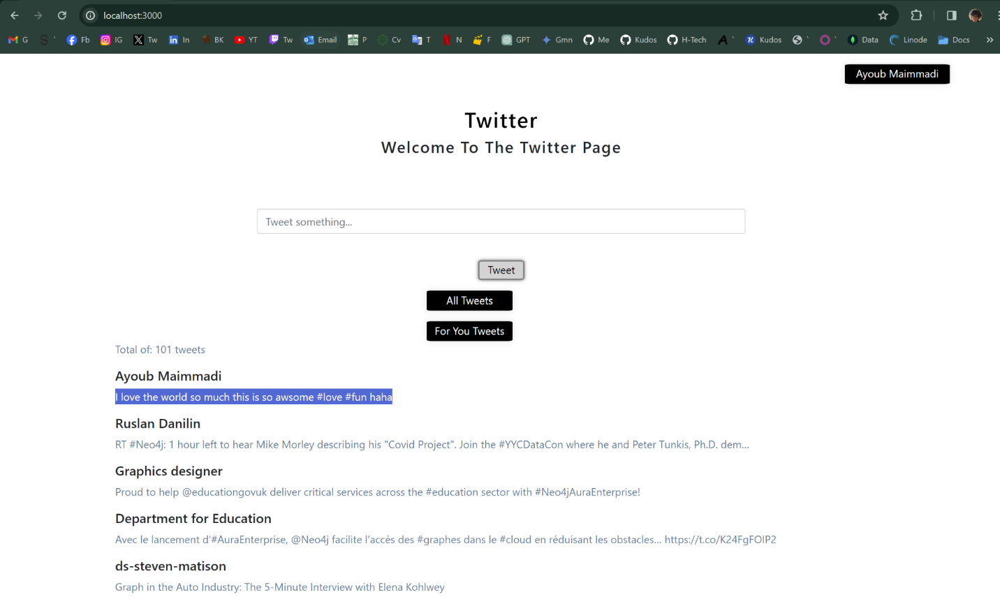 localhost:3000
G S ` Fb IG Tw In BK YT Tw Email P Cv T N F GPT Gmn Me Kudos H-Tech A ` Kudos ` ` Data Linode Docs »
Ayoub Maimmadi
Twitter
Welcome To The Twitter Page
Tweet something...
Tweet
All Tweets
For You Tweets
Total of: 101 tweets
Ayoub Maimmadi
I love the world so much this is so awsome #love #fun haha
Ruslan Danilin
RT #Neo4j: 1 hour left to hear Mike Morley describing his "Covid Project". Join the #YYCDataCon where he and Peter Tunkis, Ph.D. dem…
Graphics designer
Proud to help @educationgovuk deliver critical services across the #education sector with #Neo4jAuraEnterprise!
Department for Education
Avec le lancement d’#AuraEnterprise, @Neo4j facilite l’accès des #graphes dans le #cloud en réduisant les obstacles… https://t.co/K24FgFOIP2
ds-steven-matison
Graph in the Auto Industry: The 5-Minute Interview with Elena Kohlwey